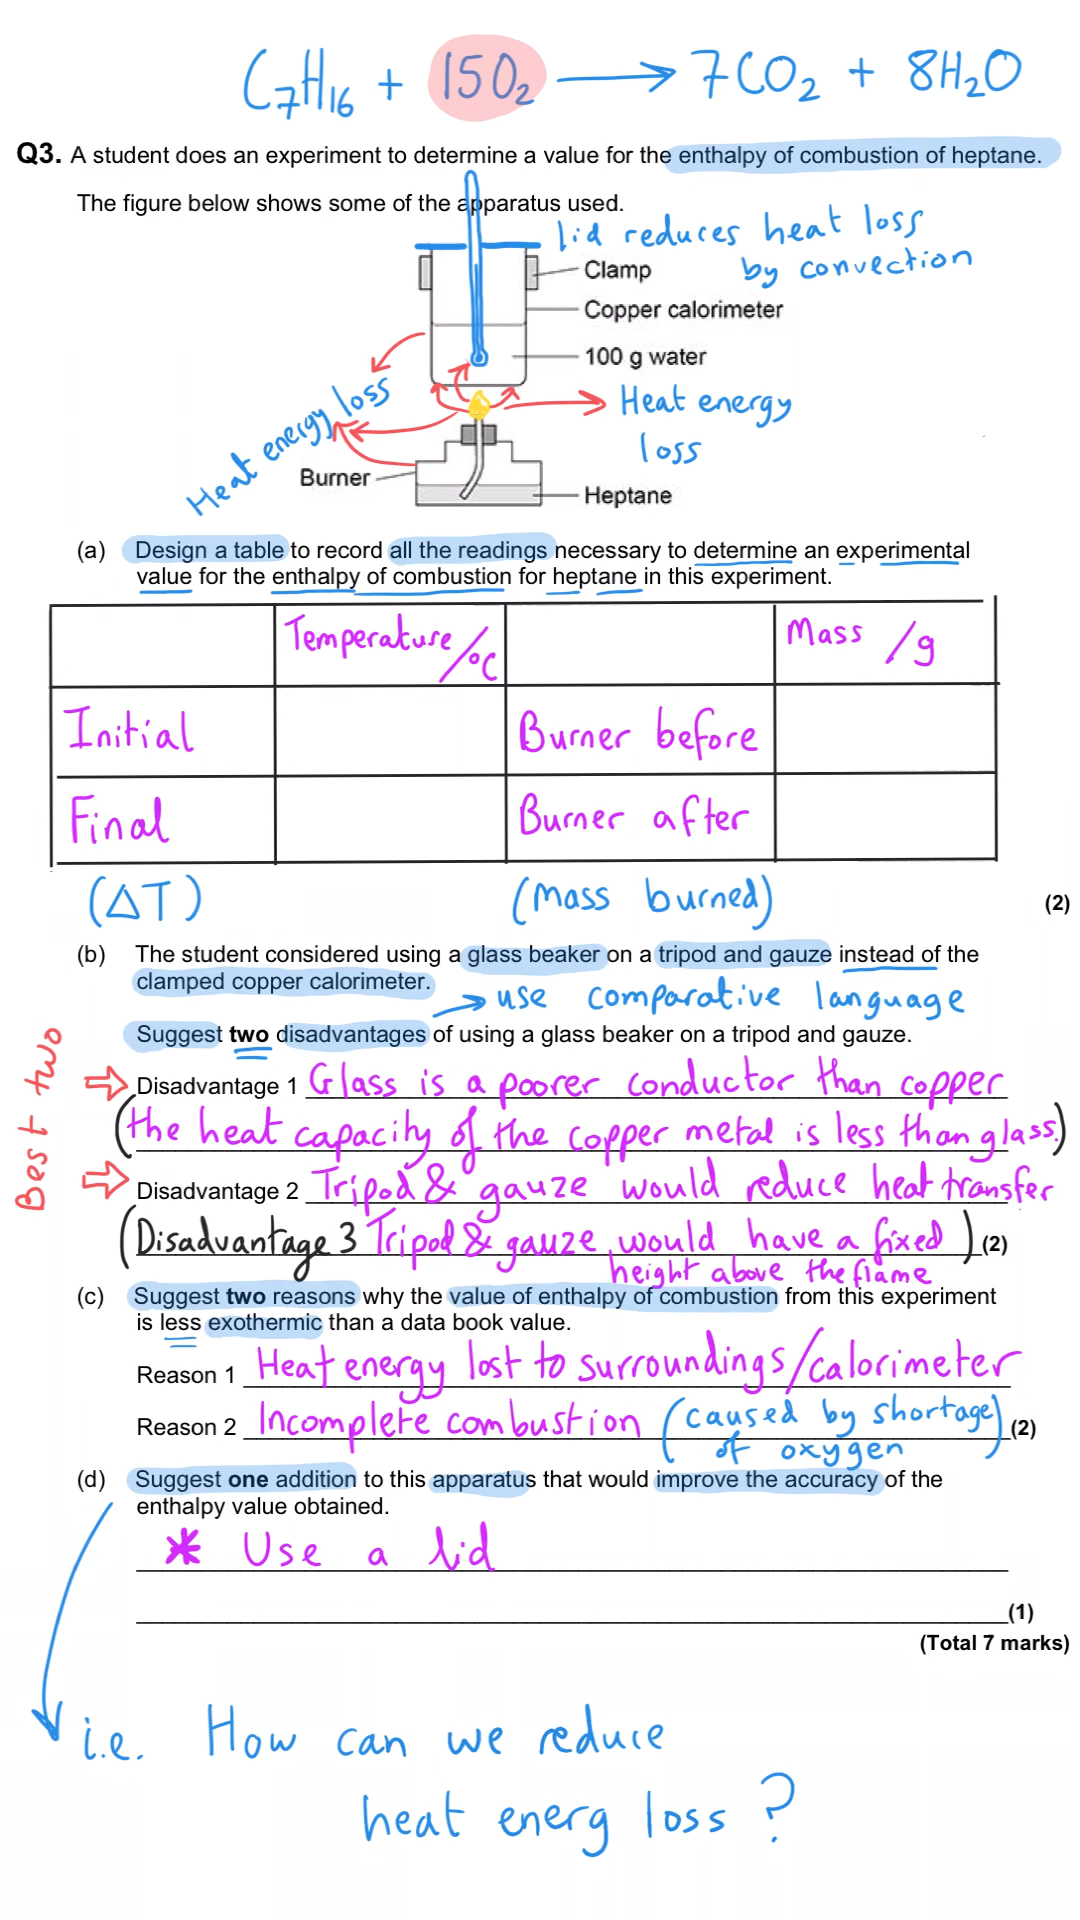 C₇H₁₆ + 15O₂ ⟶ 7CO₂ + 8H₂O
Q3. A student does an experiment to determine a value for the enthalpy of combustion of heptane.
The figure below shows some of the apparatus used.
lid reduces heat loss
by convection
Clamp
Copper calorimeter
100 g water
Heat energy loss
Heat energy
loss
Burner
Heptane
(a) Design a table to record all the readings necessary to determine an experimental
value for the enthalpy of combustion for heptane in this experiment.
Temperature/°C Mass /g
Initial Burner before
Final Burner after
(ΔT) (mass burned)
(2)
(b) The student considered using a glass beaker on a tripod and gauze instead of the
clamped copper calorimeter.
→ use comparative language
Suggest two disadvantages of using a glass beaker on a tripod and gauze.
Best two
⇒ Disadvantage 1 Glass is a poorer conductor than copper
(the heat capacity of the copper metal is less than glass.)
⇒ Disadvantage 2 Tripod & gauze would reduce heat transfer
(Disadvantage 3 Tripod & gauze would have a fixed
height above the flame) (2)
(c) Suggest two reasons why the value of enthalpy of combustion from this experiment
is less exothermic than a data book value.
Reason 1 Heat energy lost to surroundings/calorimeter
Reason 2 Incomplete combustion (caused by shortage
of oxygen) (2)
(d) Suggest one addition to this apparatus that would improve the accuracy of the
enthalpy value obtained.
* Use a lid
(1)
(Total 7 marks)
i.e. How can we reduce
heat energ loss ?